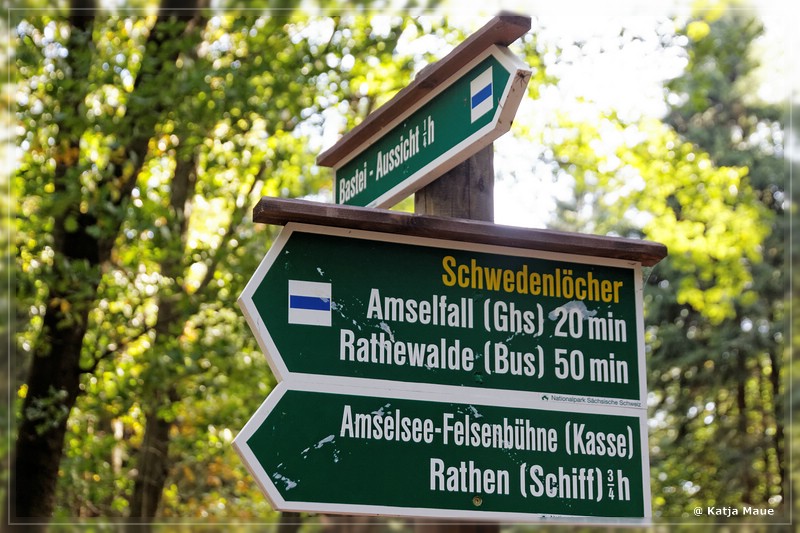 Bastei - Aussicht ¼h
Schwedenlöcher
Amselfall (Ghs) 20 min
Rathewalde (Bus) 50 min
Nationalpark Sächsische Schweiz
Amselsee-Felsenbühne (Kasse)
Rathen (Schiff) ¾h
@ Katja Maue